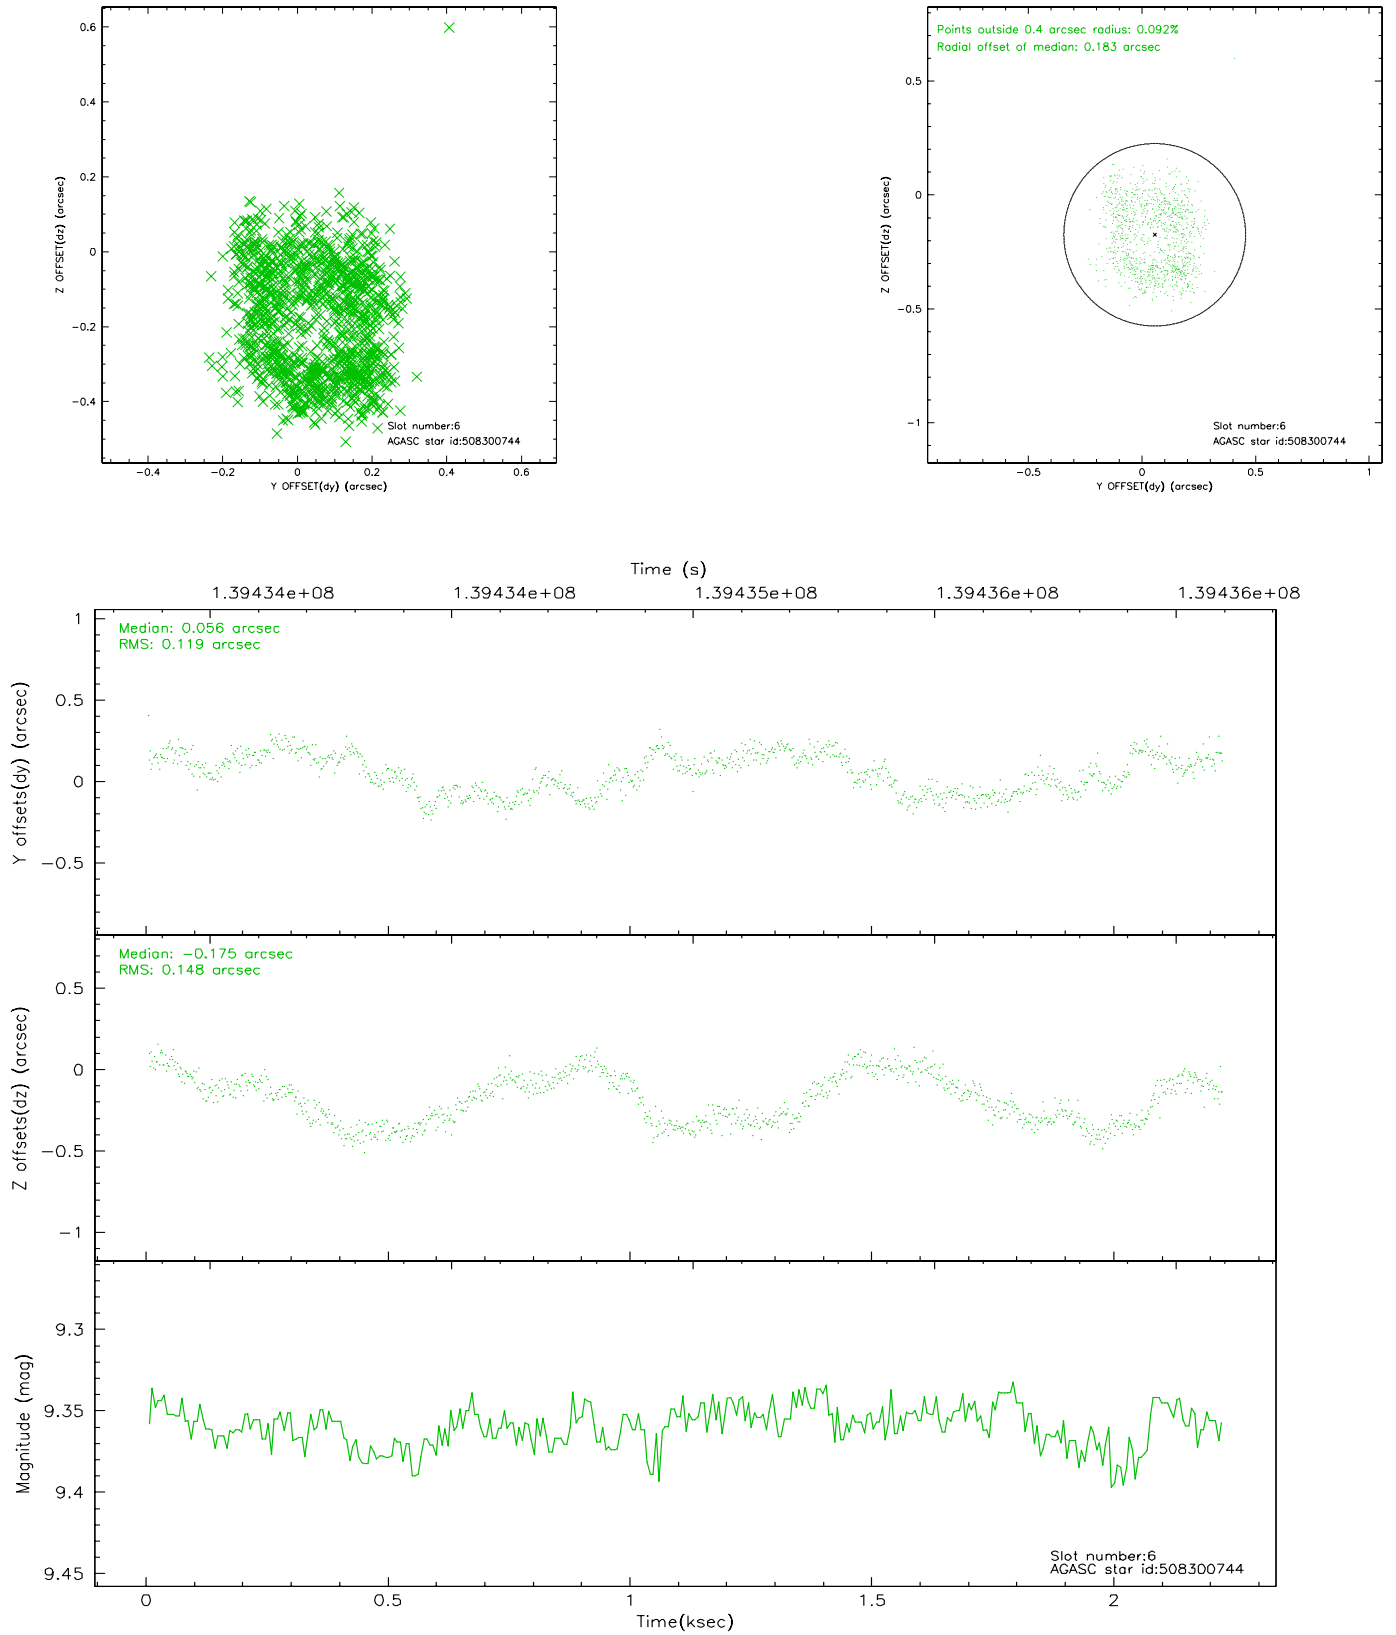 0.6
0.4
0.2
0
−0.2
−0.4
Z OFFSET(dz) (arcsec)
Slot number:6
AGASC star id:508300744
−0.4
−0.2
0
0.2
0.4
0.6
Y OFFSET(dy) (arcsec)
Points outside 0.4 arcsec radius: 0.092%
Radial offset of median: 0.183 arcsec
0.5
0
−0.5
−1
Z OFFSET(dz) (arcsec)
Slot number:6
AGASC star id:508300744
−0.5
0
0.5
1
Y OFFSET(dy) (arcsec)
Time (s)
1.39434e+08
1.39434e+08
1.39435e+08
1.39436e+08
1.39436e+08
Median: 0.056 arcsec
RMS: 0.119 arcsec
1
0.5
0
−0.5
Y offsets(dy) (arcsec)
Median: −0.175 arcsec
RMS: 0.148 arcsec
0.5
0
−0.5
−1
Z offsets(dz) (arcsec)
9.3
9.35
9.4
9.45
Magnitude (mag)
Slot number:6
AGASC star id:508300744
0
0.5
1
1.5
2
Time(ksec)